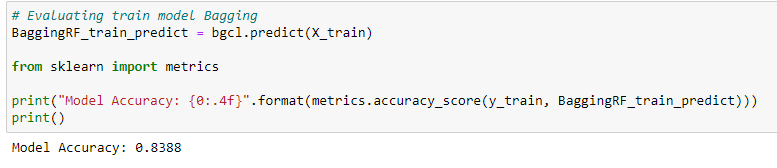 # Evaluating train model Bagging
BaggingRF_train_predict = bgcl.predict(X_train)
from sklearn import metrics
print("Model Accuracy: {0:.4f}".format(metrics.accuracy_score(y_train, BaggingRF_train_predict)))
print()
Model Accuracy: 0.8388